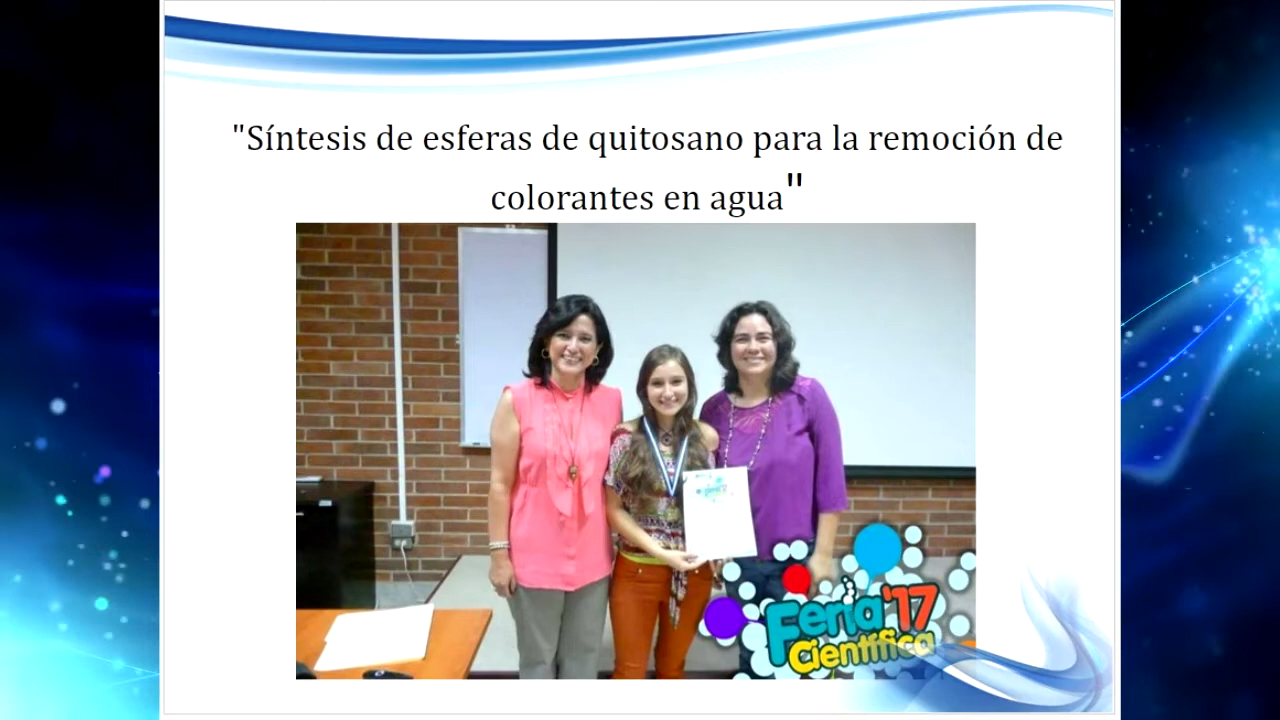 "Síntesis de esferas de quitosano para la remoción de
colorantes en agua"
Feria '17
Científica